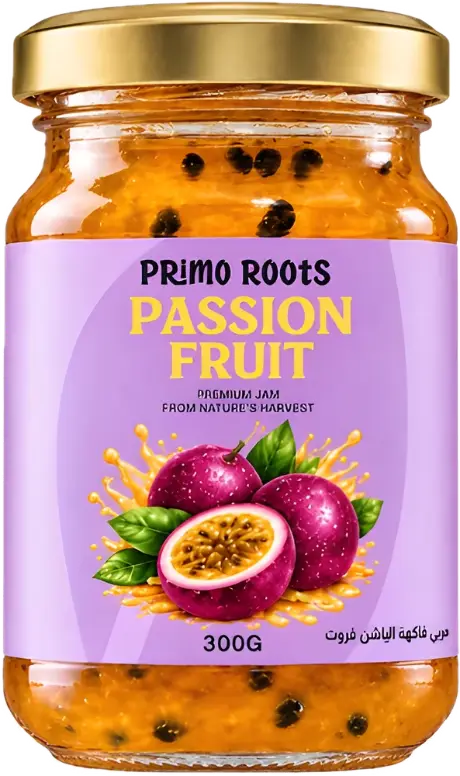 PRiMO ROOtS
PASSION
FRUIT
PREMIUM JAM
FROM NATURE'S HARVEST
300G
مربي فاكهة الباشن فروت